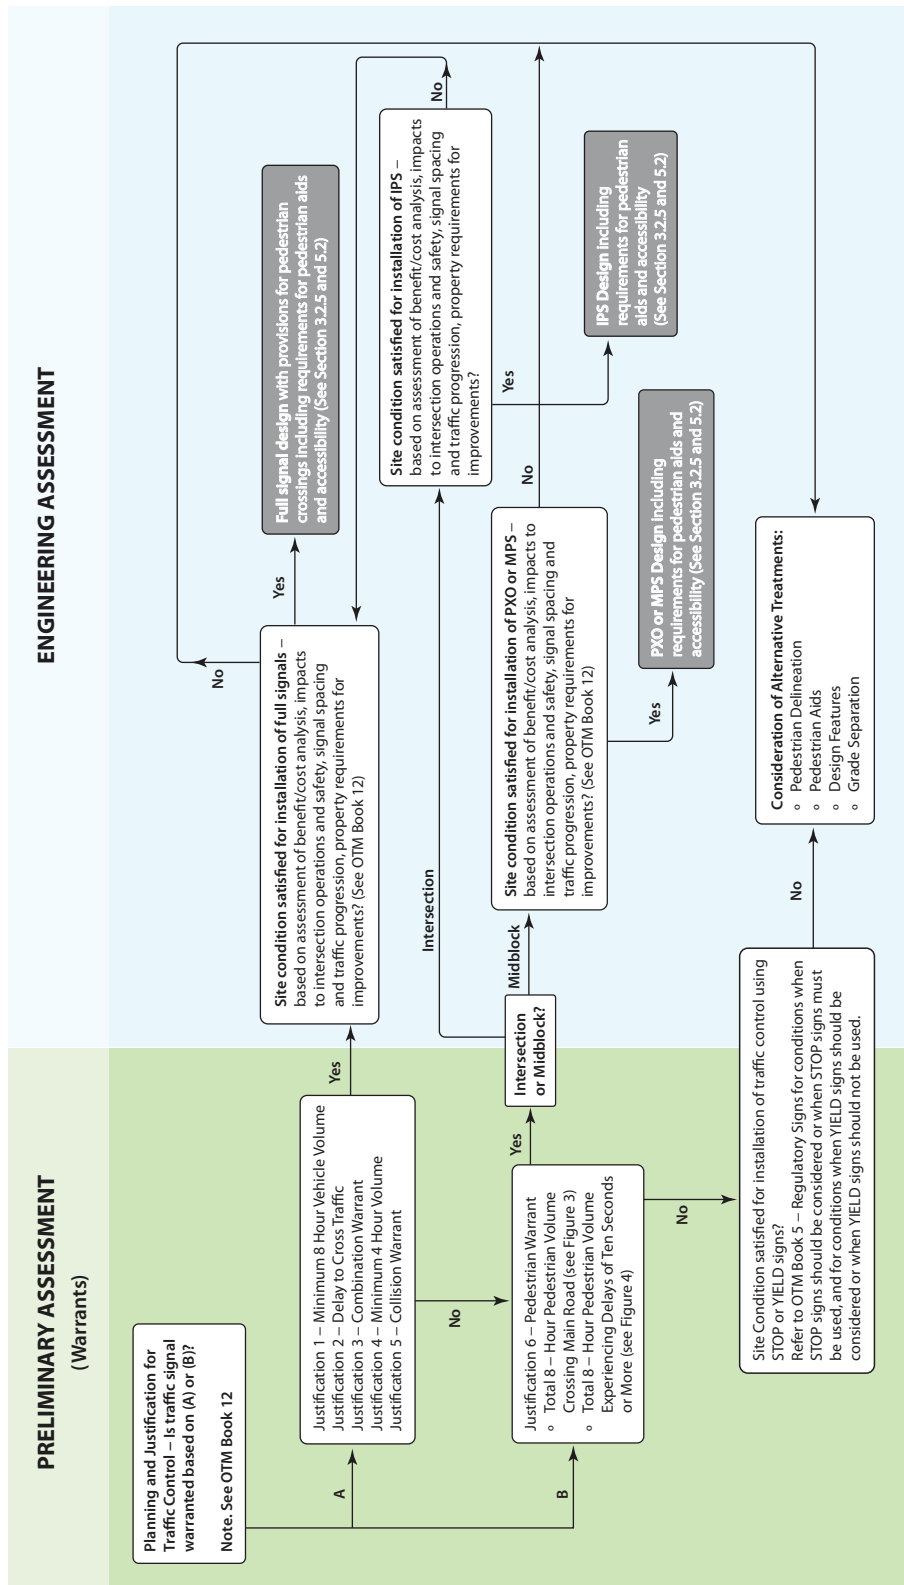 PRELIMINARY ASSESSMENT
(Warrants)
ENGINEERING ASSESSMENT
Planning and Justification for
Traffic Control – Is traffic signal
warranted based on (A) or (B)?
Note. See OTM Book 12
A
B
Justification 1 – Minimum 8 Hour Vehicle Volume
Justification 2 – Delay to Cross Traffic
Justification 3 – Combination Warrant
Justification 4 – Minimum 4 Hour Volume
Justification 5 – Collision Warrant
Yes
No
Site condition satisfied for installation of full signals –
based on assessment of benefit/cost analysis, impacts
to intersection operations and safety, signal spacing
and traffic progression, property requirements for
improvements? (See OTM Book 12)
No
Yes
Full signal design with provisions for pedestrian
crossings including requirements for pedestrian aids
and accessibility (See Section 3.2.5 and 5.2)
Justification 6 – Pedestrian Warrant
o Total 8 – Hour Pedestrian Volume
Crossing Main Road (see Figure 3)
o Total 8 – Hour Pedestrian Volume
Experiencing Delays of Ten Seconds
or More (see Figure 4)
Yes
No
Intersection
or Midblock?
Intersection
Midblock
Site condition satisfied for installation of IPS –
based on assessment of benefit/cost analysis, impacts
to intersection operations and safety, signal spacing
and traffic progression, property requirements for
improvements?
No
Yes
IPS Design including
requirements for pedestrian
aids and accessibility
(See Section 3.2.5 and 5.2)
Site condition satisfied for installation of PXO or MPS –
based on assessment of benefit/cost analysis, impacts to
intersection operations and safety, signal spacing and
traffic progression, property requirements for
improvements? (See OTM Book 12)
No
Yes
PXO or MPS Design including
requirements for pedestrian aids and
accessibility (See Section 3.2.5 and 5.2)
Site Condition satisfied for installation of traffic control using
STOP or YIELD signs?
Refer to OTM Book 5 – Regulatory Signs for conditions when
STOP signs should be considered or when STOP signs must
be used, and for conditions when YIELD signs should be
considered or when YIELD signs should not be used.
No
Consideration of Alternative Treatments:
o Pedestrian Delineation
o Pedestrian Aids
o Design Features
o Grade Separation